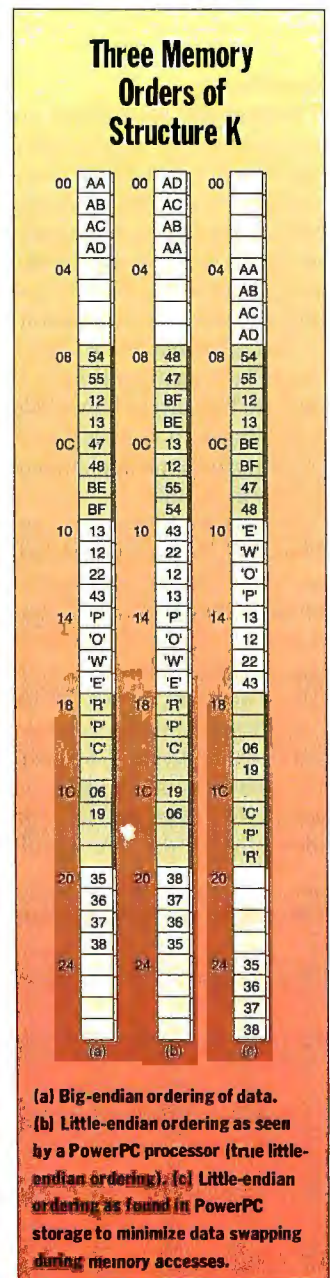 Three Memory
Orders of
Structure K
00 AA 00 AD 00
AB AC
AC AB
AD AA
04 04 04 AA
AB
AC
AD
08 54 08 48 08 54
55 47 55
12 BF 12
13 BE 13
0C 47 0C 13 0C BE
48 12 BF
BE 55 47
BF 54 48
10 13 10 43 10 'E'
12 22 'W'
22 12 'O'
43 13 'P'
14 'P' 14 'P' 14 13
'O' 'O' 12
'W' 'W' 22
'E' 'E' 43
18 'R' 18 'R' 18
'P' 'P'
'C' 'C' 06
19
1C 06 1C 19 1C
19 06 'C'
'P'
'R'
20 35 20 38 20
36 37
37 36
38 35
24 24 24 35
36
37
38
(a) (b) (c)
(a) Big-endian ordering of data.
(b) Little-endian ordering as seen
by a PowerPC processor (true little-
endian ordering). (c) Little-endian
ordering as found in PowerPC
storage to minimize data swapping
during memory accesses.